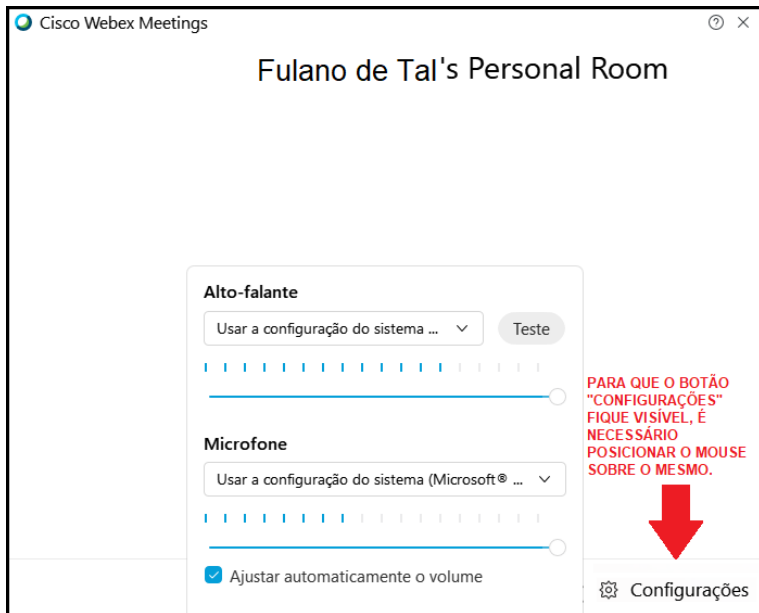 Cisco Webex Meetings
Fulano de Tal's Personal Room
Alto-falante
Usar a configuração do sistema ...
Teste
PARA QUE O BOTÃO
"CONFIGURAÇÕES"
FIQUE VISÍVEL, É
NECESSÁRIO
POSICIONAR O MOUSE
SOBRE O MESMO.
Microfone
Usar a configuração do sistema (Microsoft® ...
Ajustar automaticamente o volume
Configurações